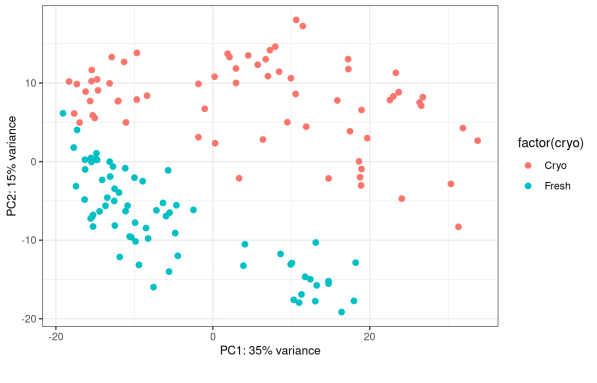 10
0
-10
-20
PC2: 15% variance
-20
0
20
PC1: 35% variance
factor(cryo)
Cryo
Fresh